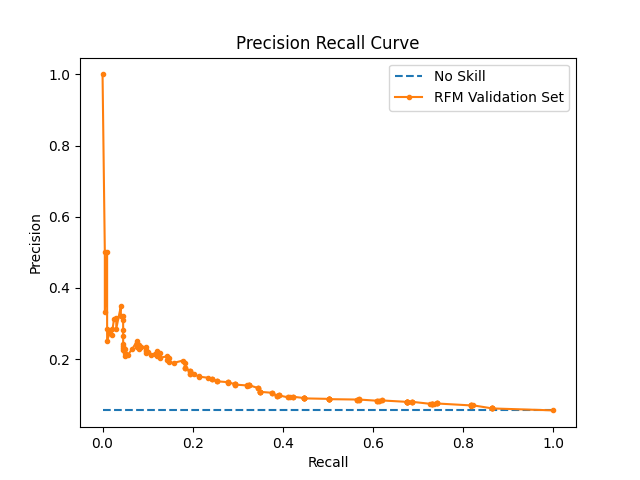 Precision Recall Curve
No Skill
RFM Validation Set
Precision
1.0
0.8
0.6
0.4
0.2
0.0
0.2
0.4
0.6
0.8
1.0
Recall